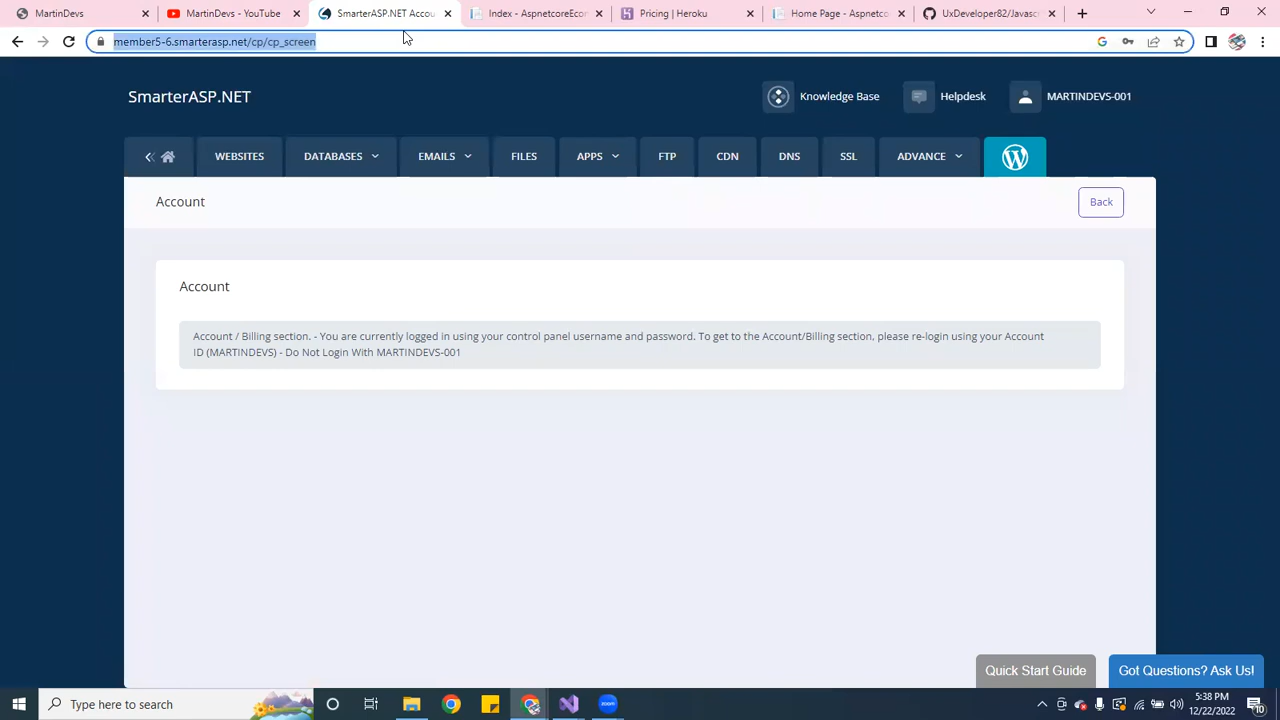 MartinDevs
MartinDevs - YouTube
SmarterASP.NET Accou
Index - AspnetcoreEcon
Pricing | Heroku
Home Page - Aspnetco
UxDeveloper82/Javasc
member5-6.smarterasp.net/cp/cp_screen
SmarterASP.NET
Knowledge Base
Helpdesk
MARTINDEVS-001
WEBSITES
DATABASES
EMAILS
FILES
APPS
FTP
CDN
DNS
SSL
ADVANCE
Account
Back
Account
Account / Billing section. - You are currently logged in using your control panel username and password. To get to the Account/Billing section, please re-login using your Account
ID (MARTINDEVS) - Do Not Login With MARTINDEVS-001
Quick Start Guide
Got Questions? Ask Us!
Type here to search
zoom
5:38 PM
12/22/2022
10